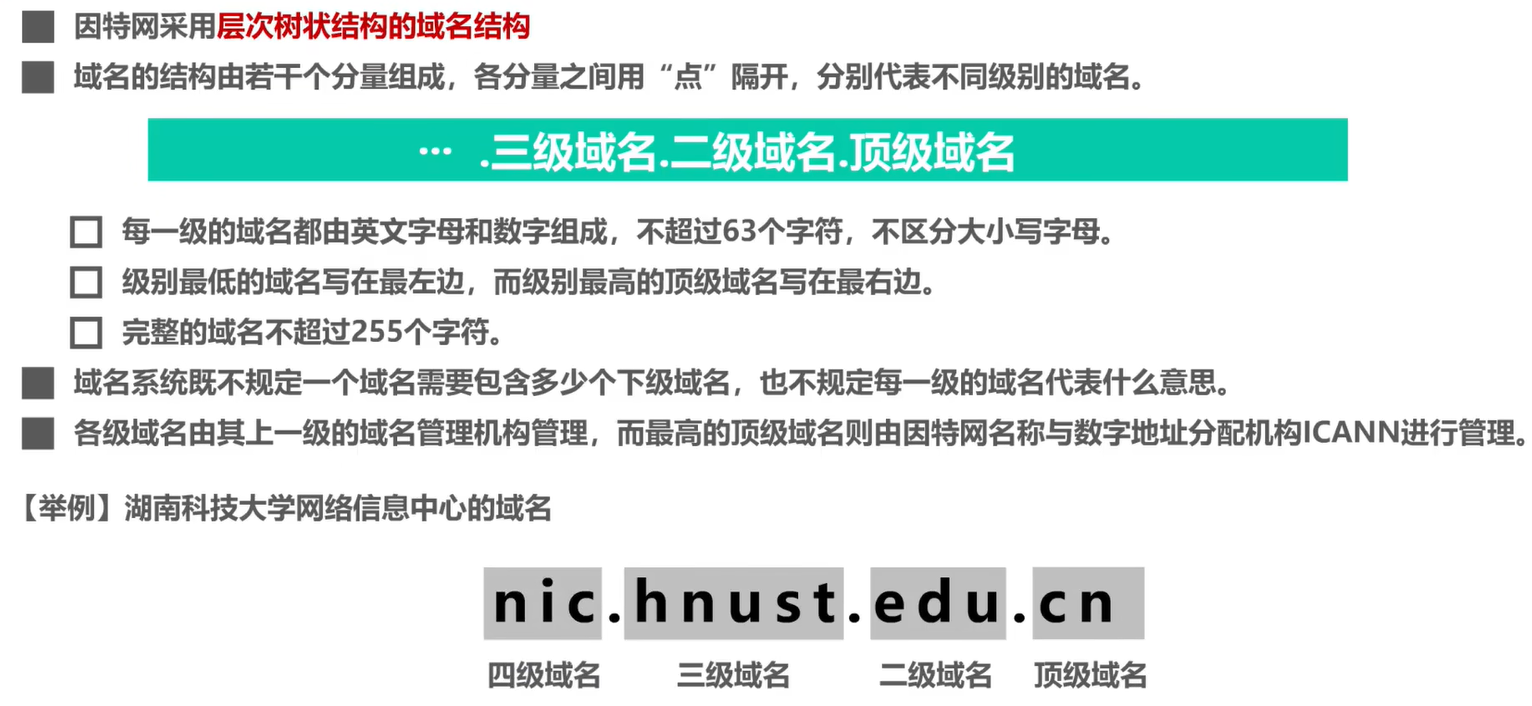 因特网采用层次树状结构的域名结构
域名的结构由若干个分量组成，各分量之间用“点”隔开，分别代表不同级别的域名。
… .三级域名.二级域名.顶级域名
每一级的域名都由英文字母和数字组成，不超过63个字符，不区分大小写字母。
级别最低的域名写在最左边，而级别最高的顶级域名写在最右边。
完整的域名不超过255个字符。
域名系统既不规定一个域名需要包含多少个下级域名，也不规定每一级的域名代表什么意思。
各级域名由其上一级的域名管理机构管理，而最高的顶级域名则由因特网名称与数字地址分配机构ICANN进行管理。
【举例】湖南科技大学网络信息中心的域名
nic.hnust.edu.cn
四级域名 三级域名 二级域名 顶级域名